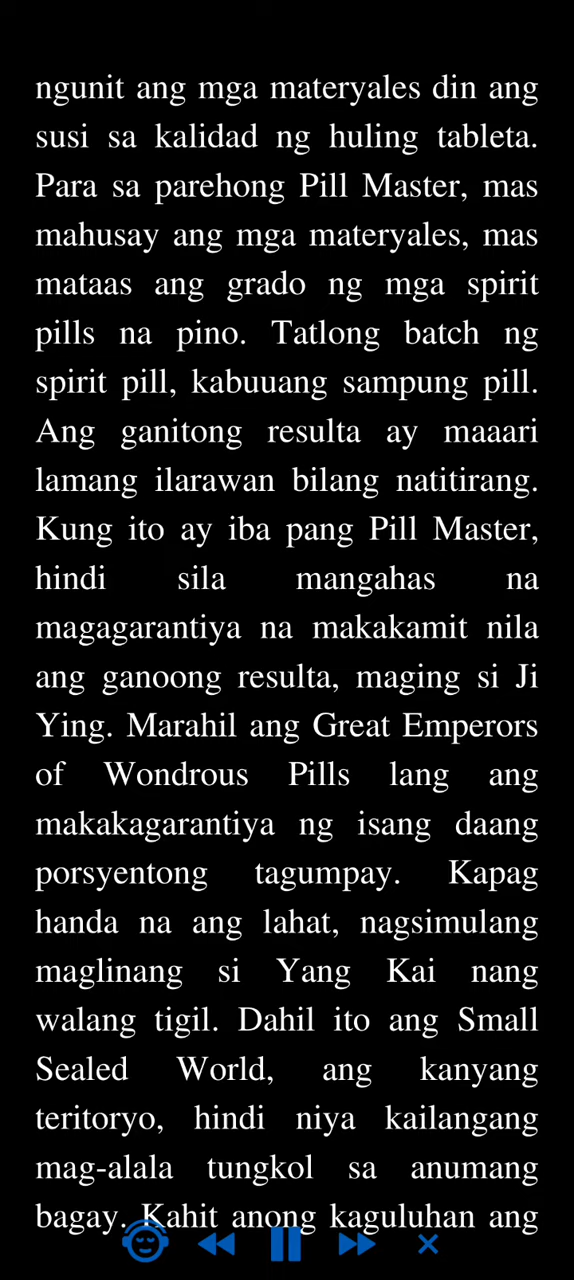 ngunit ang mga materyales din ang
susi sa kalidad ng huling tableta.
Para sa parehong Pill Master, mas
mahusay ang mga materyales, mas
mataas ang grado ng mga spirit
pills na pino. Tatlong batch ng
spirit pill, kabuuang sampung pill.
Ang ganitong resulta ay maaari
lamang ilarawan bilang natitirang.
Kung ito ay iba pang Pill Master,
hindi sila mangahas na
magagarantiya na makakamit nila
ang ganoong resulta, maging si Ji
Ying. Marahil ang Great Emperors
of Wondrous Pills lang ang
makakagarantiya ng isang daang
porsyentong tagumpay. Kapag
handa na ang lahat, nagsimulang
maglinang si Yang Kai nang
walang tigil. Dahil ito ang Small
Sealed World, ang kanyang
teritoryo, hindi niya kailangang
mag-alala tungkol sa anumang
bagay. Kahit anong kaguluhan ang